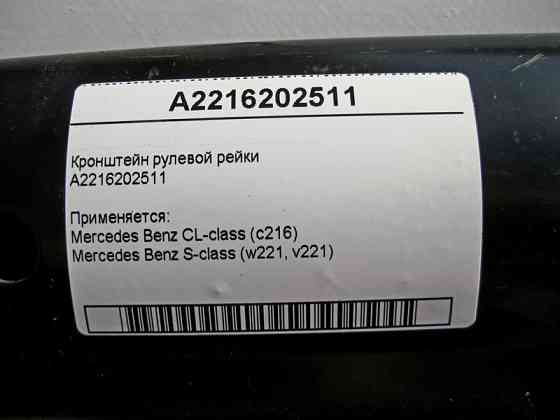 A2216202511
Кронштейн рулевой рейки
A2216202511
Применяется:
Mercedes Benz CL-class (c216)
Mercedes Benz S-class (w221, v221)